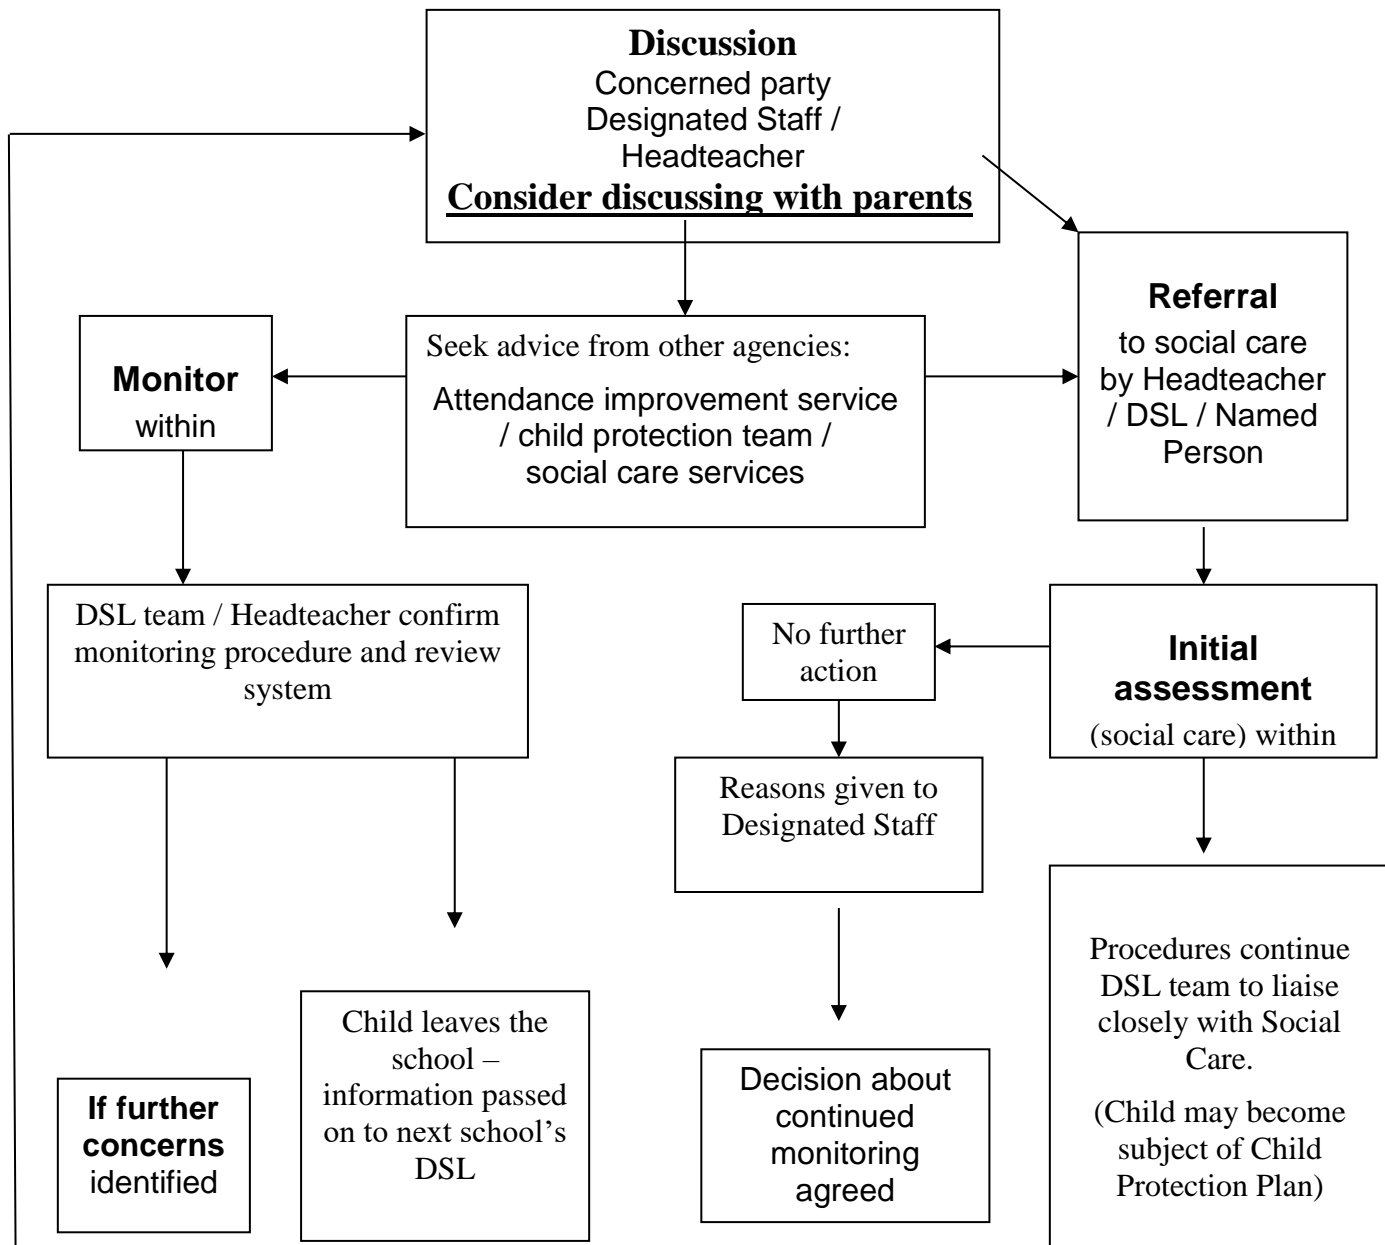 Discussion
Concerned party
Designated Staff /
Headteacher
Consider discussing with parents
Referral
to social care
by Headteacher
/ DSL / Named
Person
Seek advice from other agencies:
Attendance improvement service
/ child protection team /
social care services
Monitor
within
DSL team / Headteacher confirm
monitoring procedure and review
system
No further
action
Initial
assessment
(social care) within
Reasons given to
Designated Staff
Procedures continue
DSL team to liaise
closely with Social
Care.
(Child may become
subject of Child
Protection Plan)
Child leaves the
school –
information passed
on to next school’s
DSL
If further
concerns
identified
Decision about
continued
monitoring
agreed